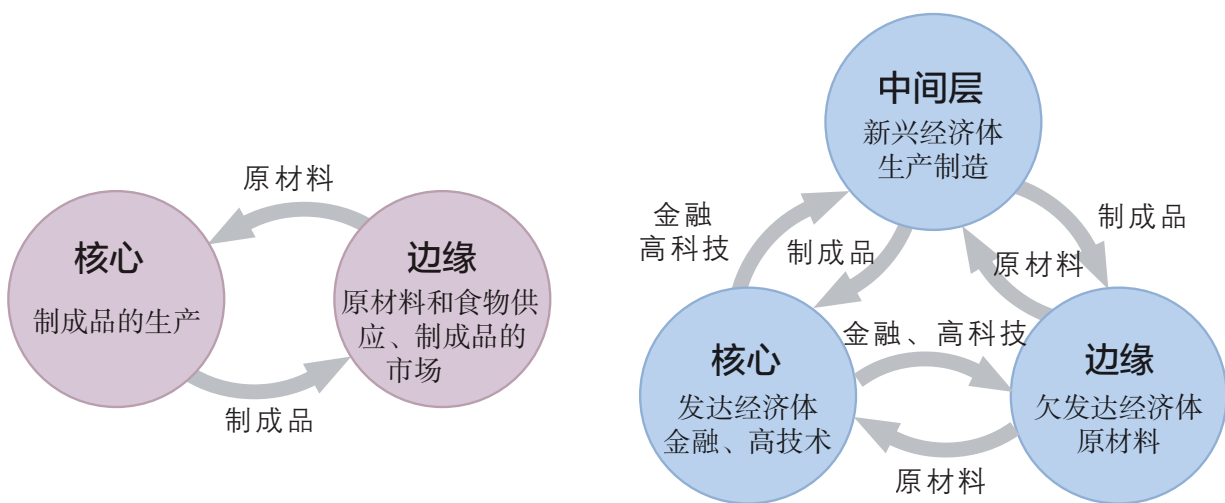 原材料
核心
制成品的生产
边缘
原材料和食物供
应、制成品的
市场
制成品
中间层
新兴经济体
生产制造
金融
高科技
制成品
制成品
原材料
金融、高科技
核心
发达经济体
金融、高技术
边缘
欠发达经济体
原材料
原材料